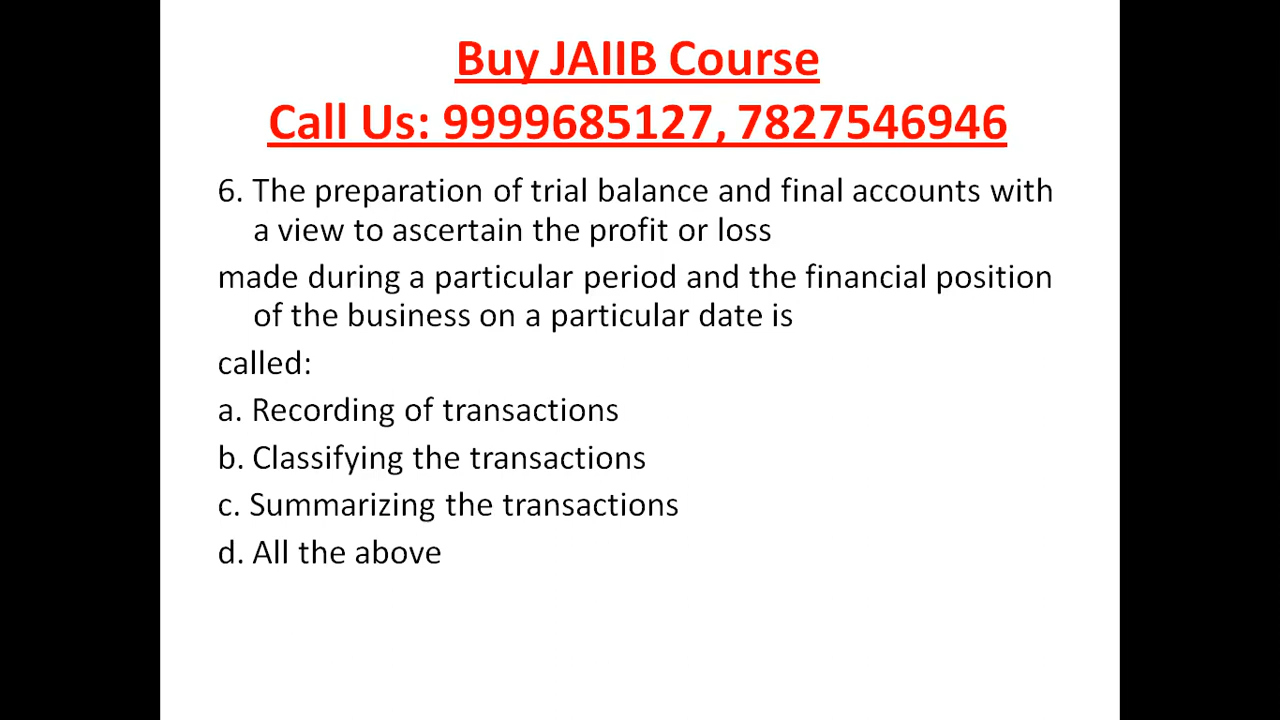 Buy JAIIB Course
Call Us: 9999685127, 7827546946
6. The preparation of trial balance and final accounts with
a view to ascertain the profit or loss
made during a particular period and the financial position
of the business on a particular date is
called:
a. Recording of transactions
b. Classifying the transactions
c. Summarizing the transactions
d. All the above